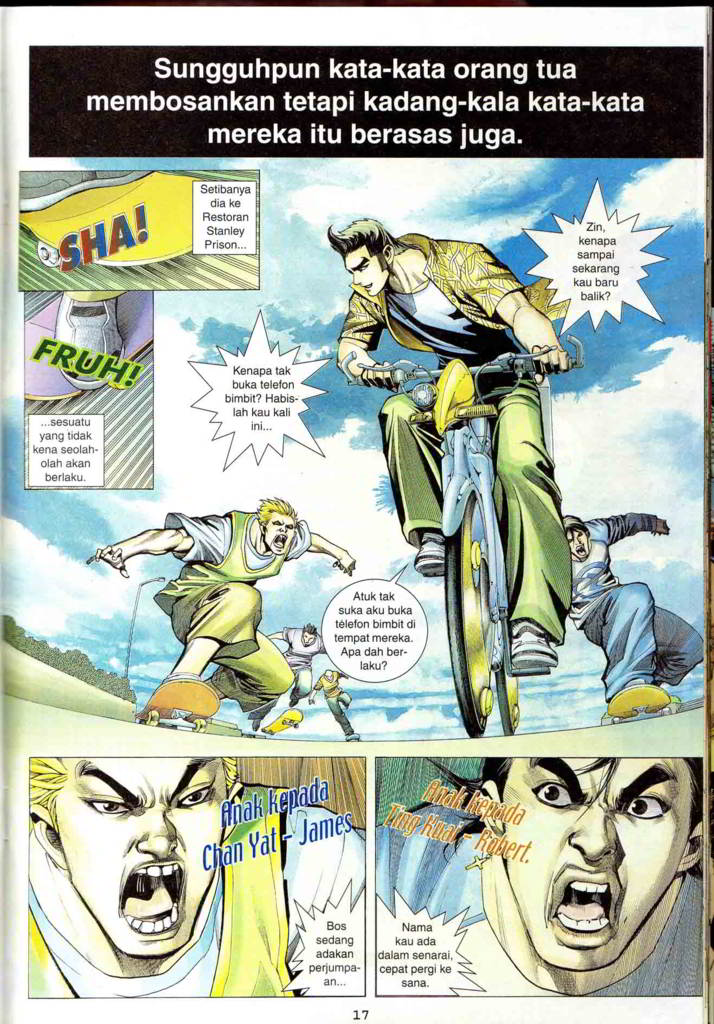 Sungguhpun kata-kata orang tua
membosankan tetapi kadang-kala kata-kata
mereka itu berasas juga.
SHA!
Setibanya
dia ke
Restoran
Stanley
Prison...
FRUH!
...sesuatu
yang tidak
kena seolah-
olah akan
berlaku.
Zin,
kenapa
sampai
sekarang
kau baru
balik?
Kenapa tak
buka telefon
bimbit? Habis-
lah kau kali
ini...
Atuk tak
suka aku buka
telefon bimbit di
tempat mereka.
Apa dah ber-
laku?
Anak kepada
Chan Yat – James
Bos
sedang
adakan
perjumpa-
an...
Anak kepada
Ting Kuai – Robert.
Nama
kau ada
dalam senarai,
cepat pergi ke
sana.
17